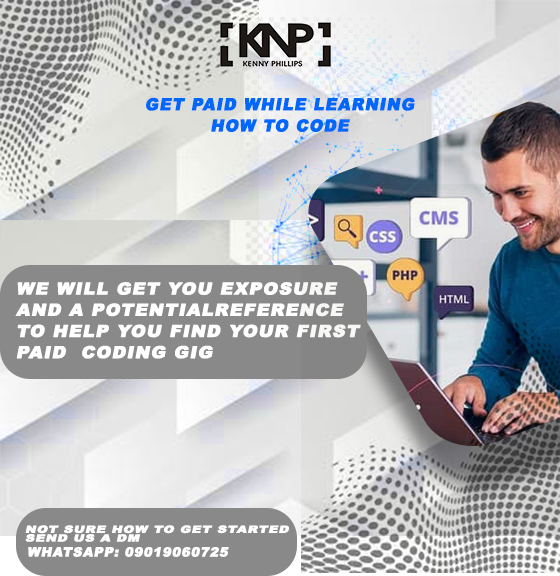 [KNP]
KENNY PHILLIPS
GET PAID WHILE LEARNING
HOW TO CODE
CMS
CSS
PHP
HTML
WE WILL GET YOU EXPOSURE
AND A POTENTIALREFERENCE
TO HELP YOU FIND YOUR FIRST
PAID CODING GIG
NOT SURE HOW TO GET STARTED
SEND US A DM
WHATSAPP: 09019060725